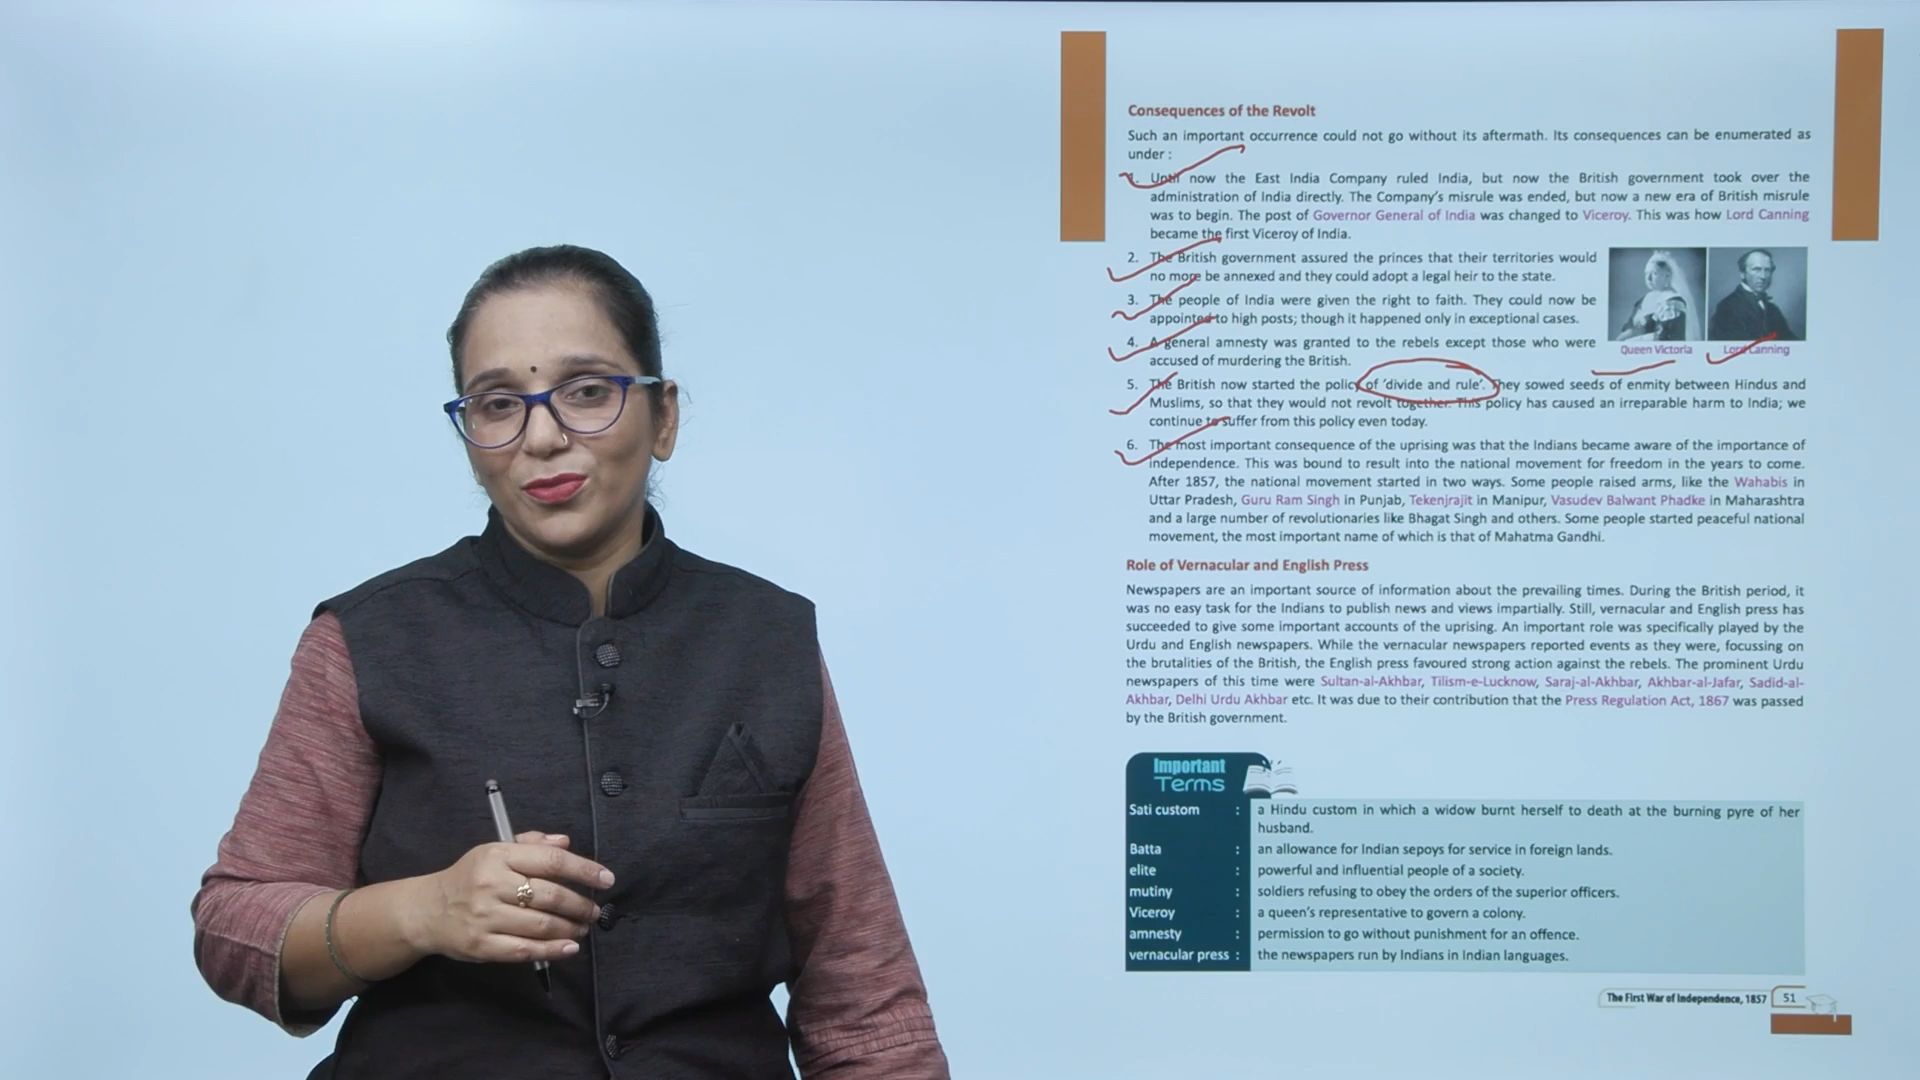 Consequences of the Revolt
Such an important occurrence could not go without its aftermath. Its consequences can be enumerated as
under :
1. Until now the East India Company ruled India, but now the British government took over the
administration of India directly. The Company's misrule was ended, but now a new era of British misrule
was to begin. The post of Governor General of India was changed to Viceroy. This was how Lord Canning
became the first Viceroy of India.
2. The British government assured the princes that their territories would
no more be annexed and they could adopt a legal heir to the state.
3. The people of India were given the right to faith. They could now be
appointed to high posts; though it happened only in exceptional cases.
4. A general amnesty was granted to the rebels except those who were
accused of murdering the British.
Queen Victoria
Lord Canning
5. The British now started the policy of 'divide and rule'. They sowed seeds of enmity between Hindus and
Muslims, so that they would not revolt together. This policy has caused an irreparable harm to India; we
continue to suffer from this policy even today.
6. The most important consequence of the uprising was that the Indians became aware of the importance of
independence. This was bound to result into the national movement for freedom in the years to come.
After 1857, the national movement started in two ways. Some people raised arms, like the Wahabis in
Uttar Pradesh, Guru Ram Singh in Punjab, Tekenjrajit in Manipur, Vasudev Balwant Phadke in Maharashtra
and a large number of revolutionaries like Bhagat Singh and others. Some people started peaceful national
movement, the most important name of which is that of Mahatma Gandhi.
Role of Vernacular and English Press
Newspapers are an important source of information about the prevailing times. During the British period, it
was no easy task for the Indians to publish news and views impartially. Still, vernacular and English press has
succeeded to give some important accounts of the uprising. An important role was specifically played by the
Urdu and English newspapers. While the vernacular newspapers reported events as they were, focussing on
the brutalities of the British, the English press favoured strong action against the rebels. The prominent Urdu
newspapers of this time were Sultan-al-Akhbar, Tilism-e-Lucknow, Saraj-al-Akhbar, Akhbar-al-Jafar, Sadid-al-
Akhbar, Delhi Urdu Akhbar etc. It was due to their contribution that the Press Regulation Act, 1867 was passed
by the British government.
Important
Terms
Sati custom : a Hindu custom in which a widow burnt herself to death at the burning pyre of her
husband.
Batta : an allowance for Indian sepoys for service in foreign lands.
elite : powerful and influential people of a society.
mutiny : soldiers refusing to obey the orders of the superior officers.
Viceroy : a queen's representative to govern a colony.
amnesty : permission to go without punishment for an offence.
vernacular press : the newspapers run by Indians in Indian languages.
The First War of Independence, 1857 51